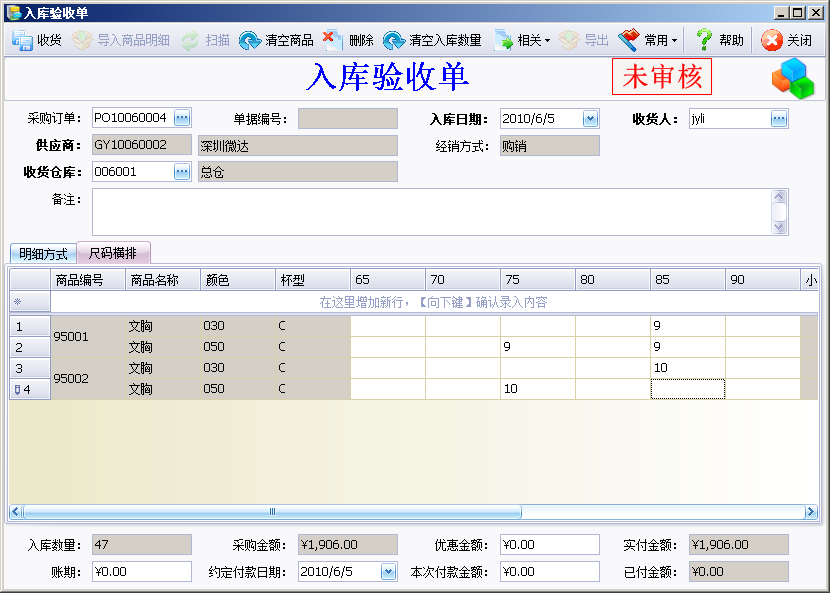 入库验收单
收货 导入商品明细 扫描 清空商品 删除 清空入库数量 相关 导出 常用 帮助 关闭
入库验收单 未审核
采购订单: PO10060004 单据编号: 入库日期: 2010/6/5 收货人: jyli
供应商: GY10060002 深圳微达 经销方式: 购销
收货仓库: 006001 总仓
备注:
明细方式 尺码横排
商品编号 商品名称 颜色 杯型 65 70 75 80 85 90 小
* 在这里增加新行，【向下键】确认录入内容
1 95001 文胸 030 C 9
2 文胸 050 C 9 9
3 95002 文胸 030 C 10
4 文胸 050 C 10
入库数量: 47 采购金额: ¥1,906.00 优惠金额: ¥0.00 实付金额: ¥1,906.00
账期: ¥0.00 约定付款日期: 2010/6/5 本次付款金额: ¥0.00 已付金额: ¥0.00